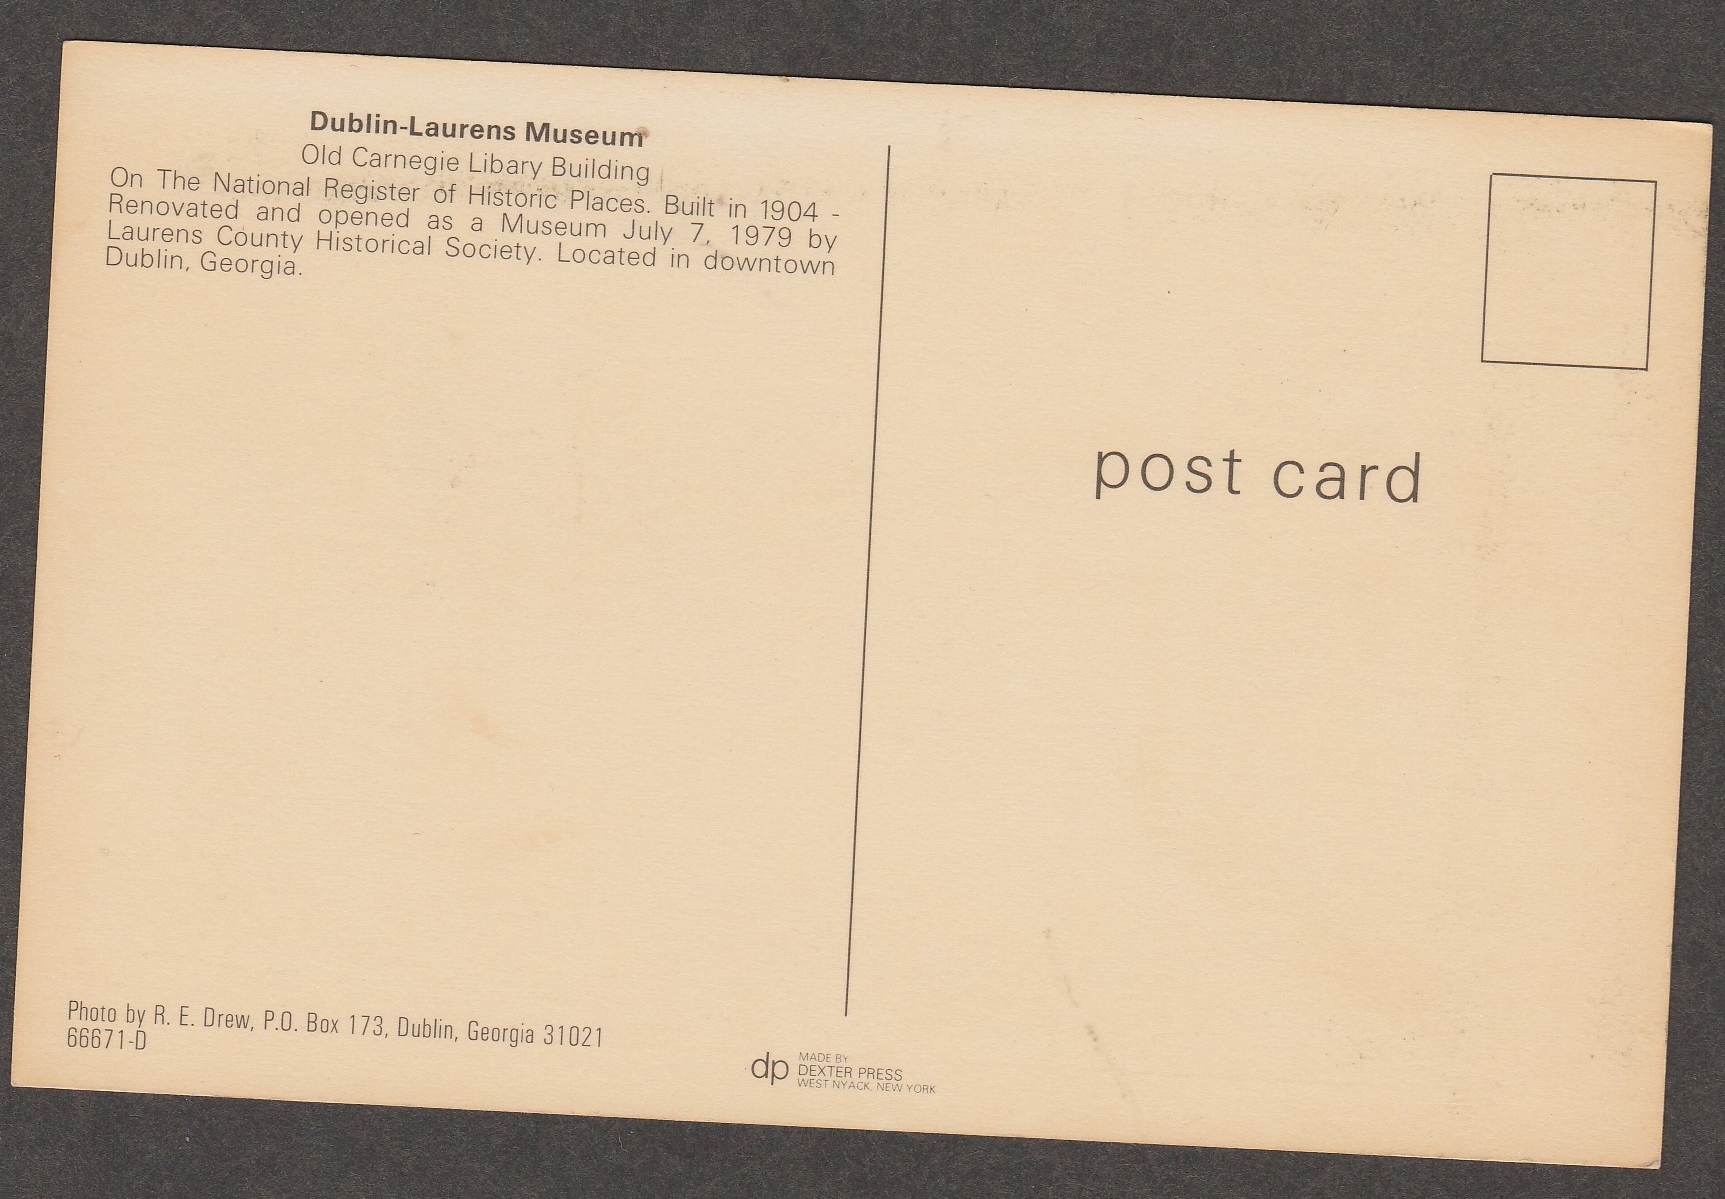 Dublin-Laurens Museum
Old Carnegie Libary Building
On The National Register of Historic Places. Built in 1904 -
Renovated and opened as a Museum July 7, 1979 by
Laurens County Historical Society. Located in downtown
Dublin, Georgia.
post card
Photo by R. E. Drew, P.O. Box 173, Dublin, Georgia 31021
66671-D
dp
MADE BY
DEXTER PRESS
WEST NYACK, NEW YORK